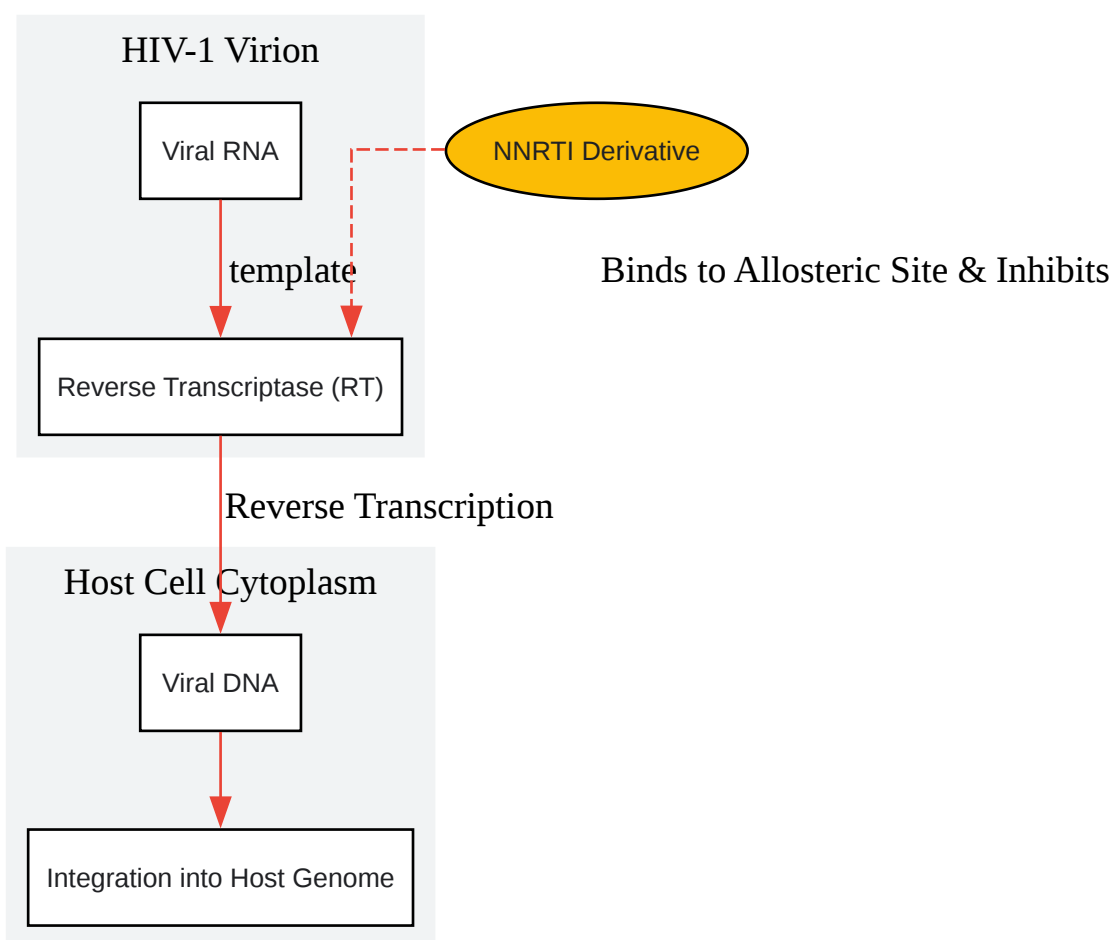 HIV-1 Virion
Viral RNA
NNRTI Derivative
template
Binds to Allosteric Site & Inhibits
Reverse Transcriptase (RT)
Reverse Transcription
Host Cell Cytoplasm
Viral DNA
Integration into Host Genome